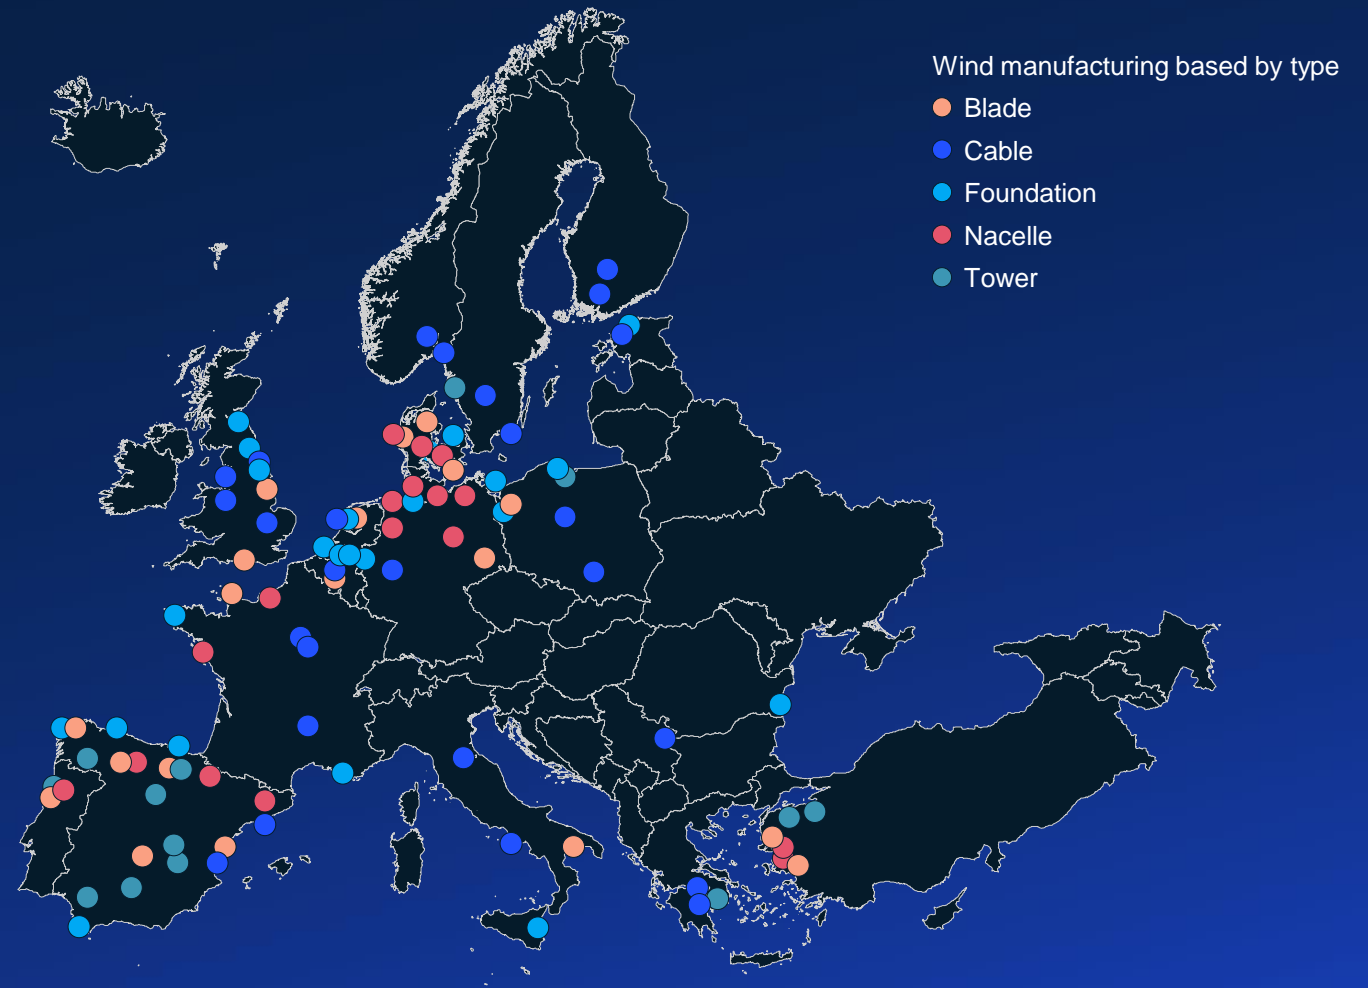 Wind manufacturing based by type
Blade
Cable
Foundation
Nacelle
Tower